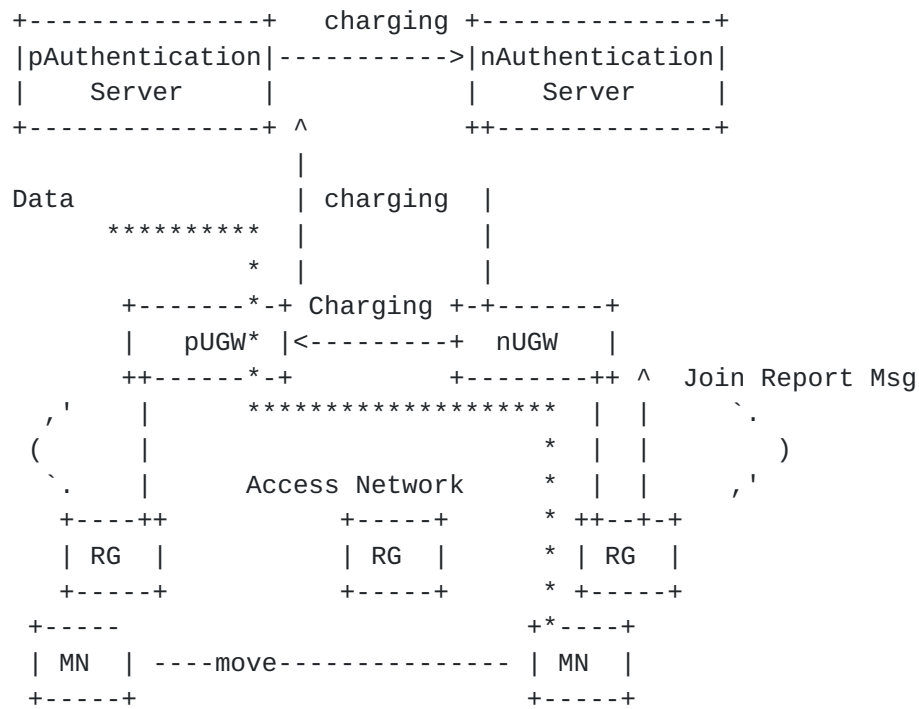 charging
pAuthentication nAuthentication
Server Server
Data charging
Charging
pUGW nUGW
Join Report Msg
Access Network
RG RG RG
MN move MN